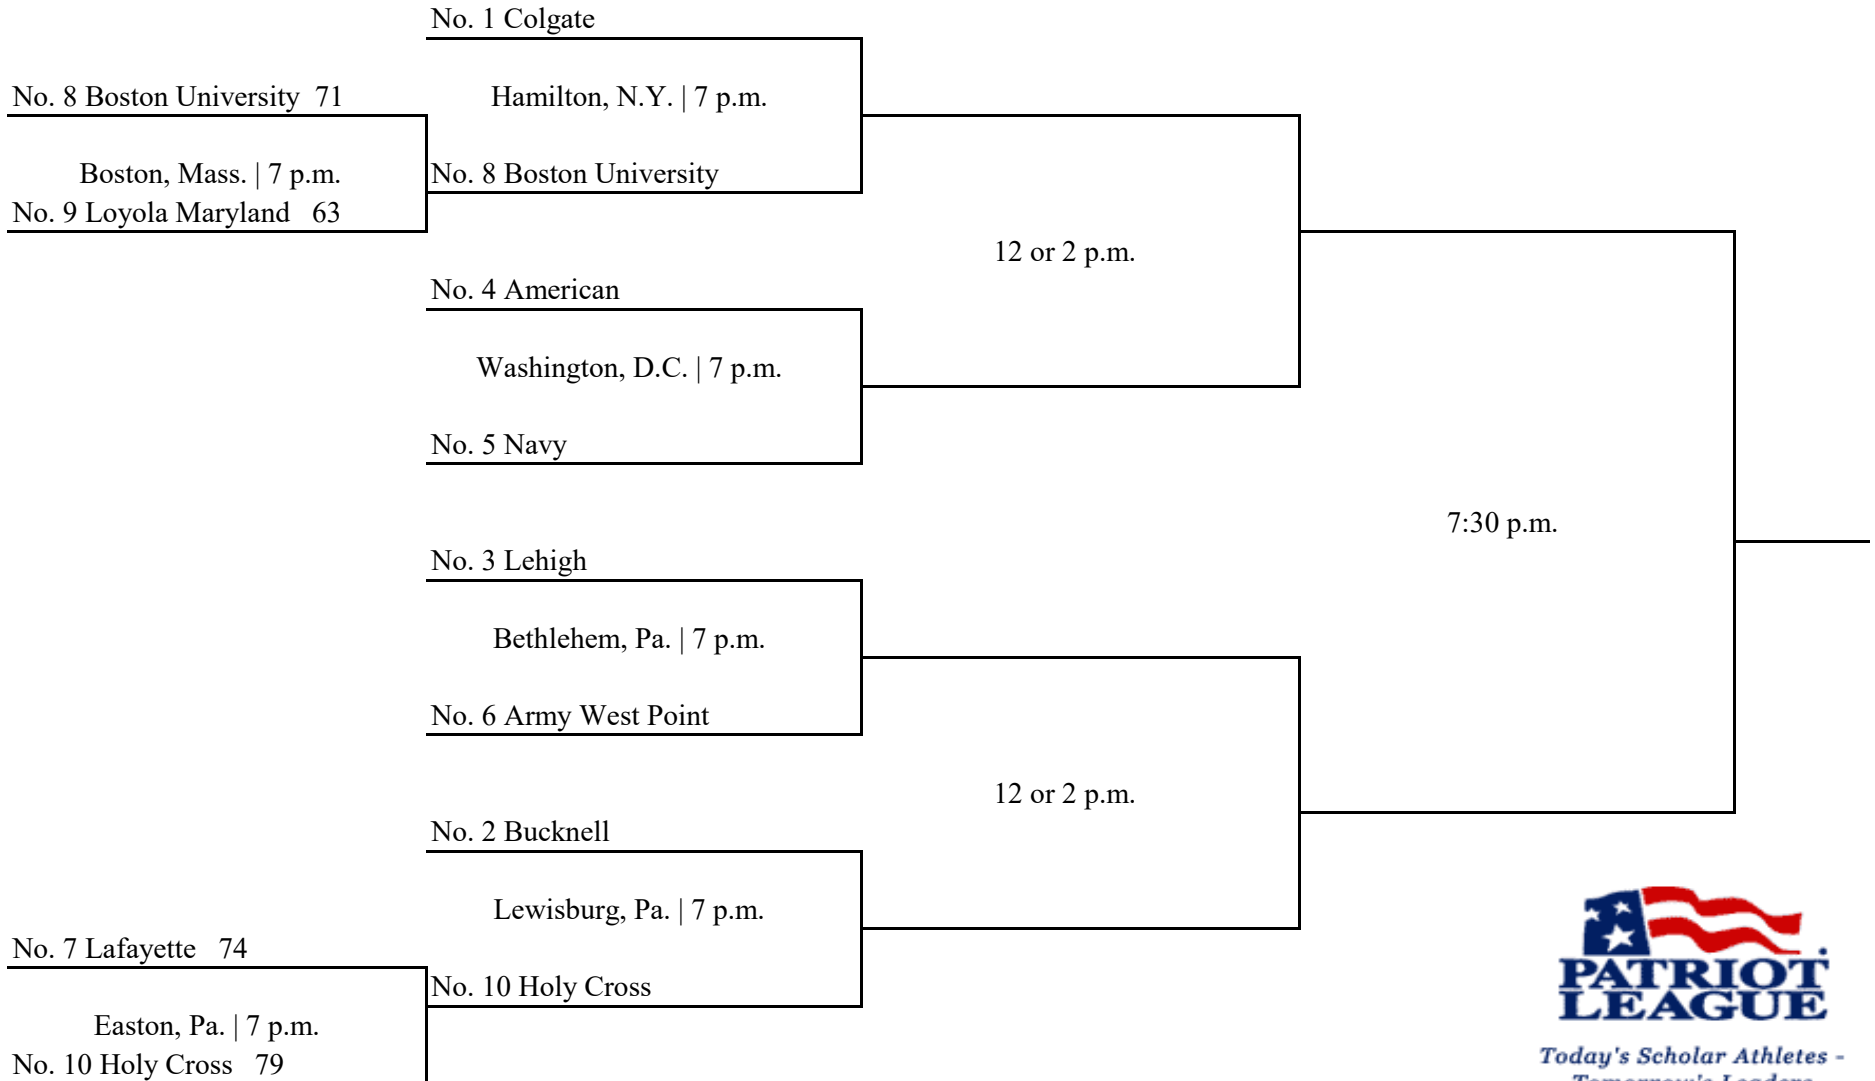 No. 1 Colgate
No. 8 Boston University 71
Hamilton, N.Y. | 7 p.m.
Boston, Mass. | 7 p.m.
No. 8 Boston University
No. 9 Loyola Maryland 63
12 or 2 p.m.
No. 4 American
Washington, D.C. | 7 p.m.
No. 5 Navy
7:30 p.m.
No. 3 Lehigh
Bethlehem, Pa. | 7 p.m.
No. 6 Army West Point
12 or 2 p.m.
No. 2 Bucknell
Lewisburg, Pa. | 7 p.m.
No. 7 Lafayette 74
No. 10 Holy Cross
Easton, Pa. | 7 p.m.
No. 10 Holy Cross 79
PATRIOT
LEAGUE
Today's Scholar Athletes -
Tomorrow's Leaders